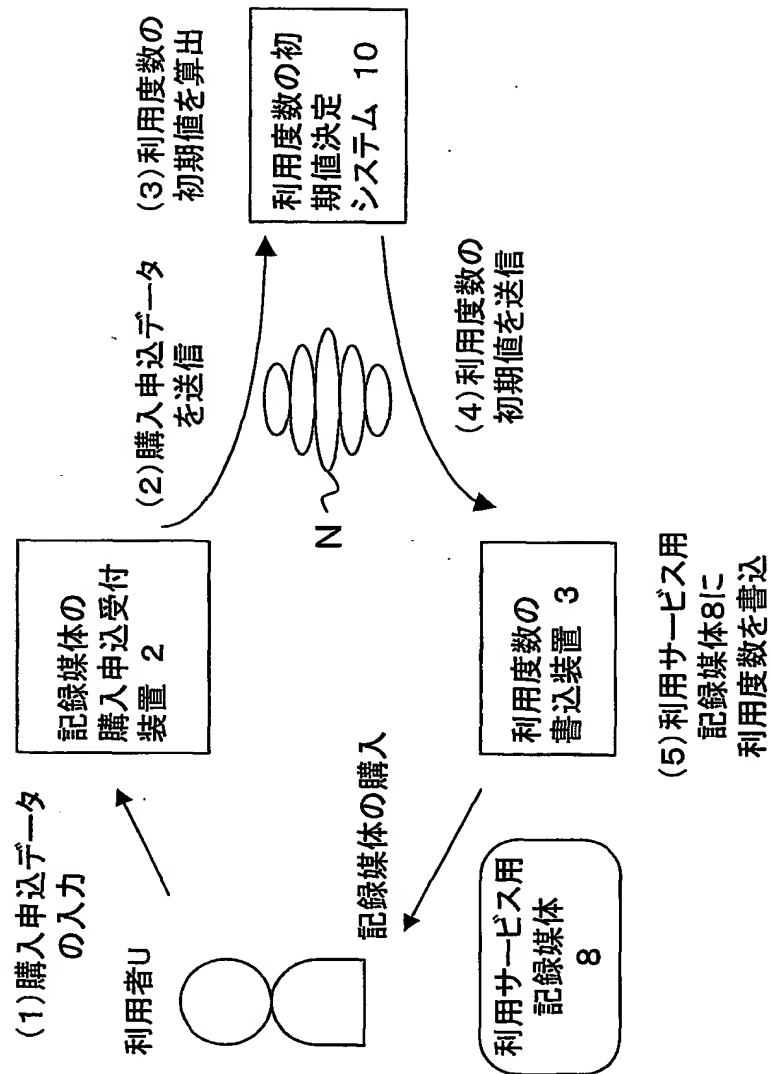 (1)購入申込データ
の入力
利用者U
記録媒体の
購入申込受付
装置 2
(2)購入申込データ
を送信
(3)利用度数の
初期値を算出
利用度数の初
期値決定
システム 10
N
(4)利用度数の
初期値を送信
記録媒体の購入
利用度数の
書込装置 3
利用サービス用
記録媒体
8
(5)利用サービス用
記録媒体8に
利用度数を書込